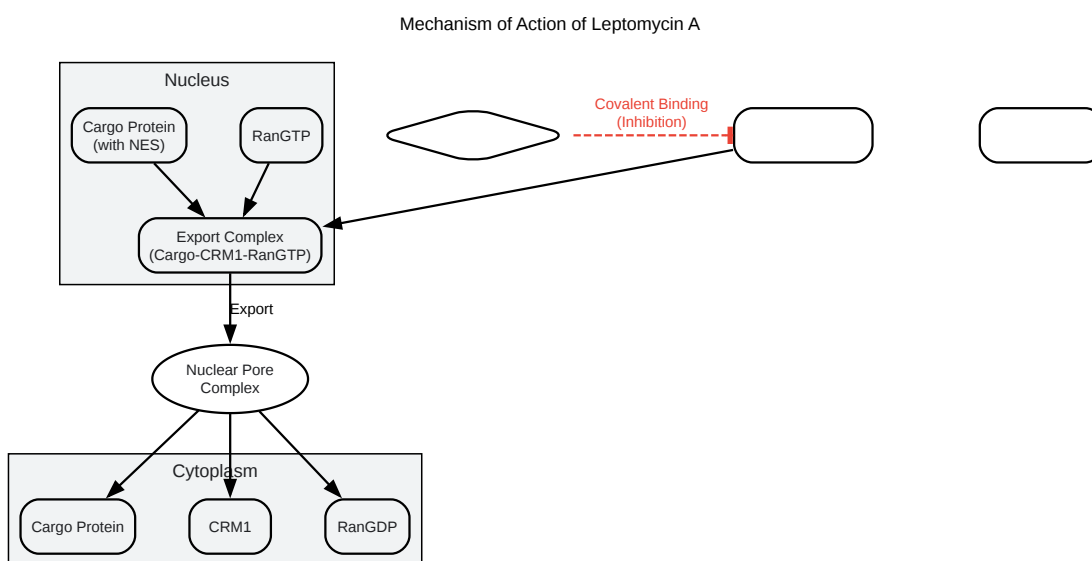 Mechanism of Action of Leptomycin A
Nucleus
Cargo Protein
(with NES)
RanGTP
Covalent Binding
(Inhibition)
Export Complex
(Cargo-CRM1-RanGTP)
Export
Nuclear Pore
Complex
Cytoplasm
Cargo Protein
CRM1
RanGDP